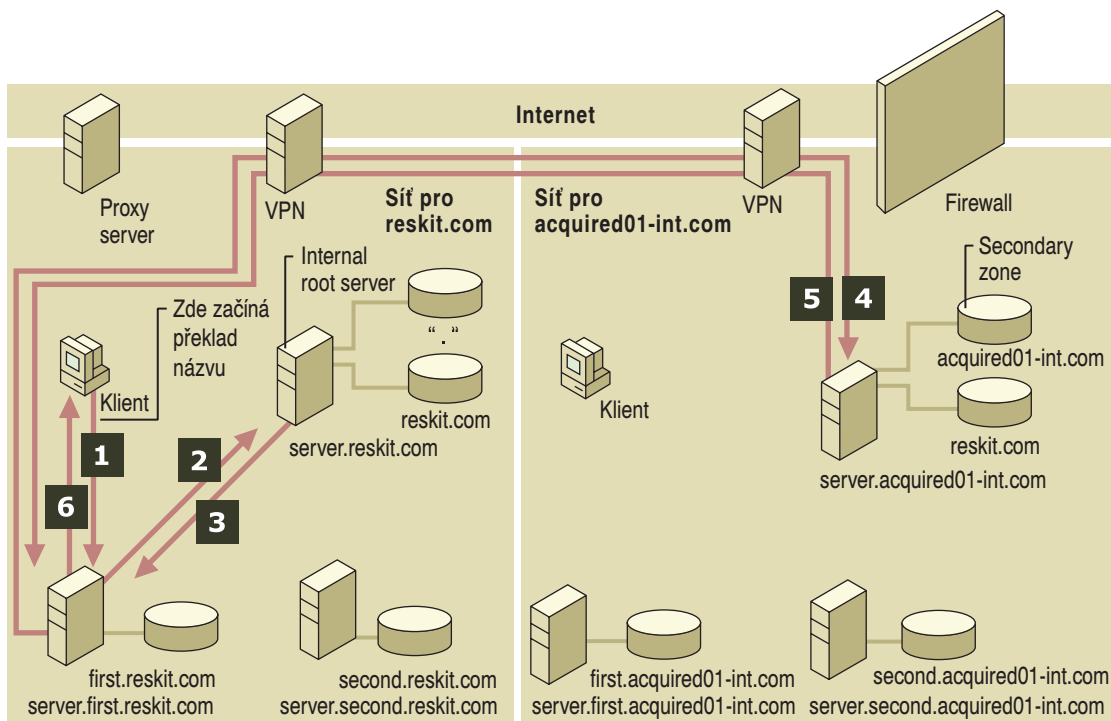 Internet
Proxy
server
VPN
Síť pro
reskit.com
Síť pro
acquired01-int.com
VPN
Firewall
Internal
root server
Secondary
zone
Zde začíná
překlad
názvu
Klient
“.”
reskit.com
server.reskit.com
Klient
5
4
acquired01-int.com
reskit.com
server.acquired01-int.com
1
2
6
3
first.reskit.com
server.first.reskit.com
second.reskit.com
server.second.reskit.com
first.acquired01-int.com
server.first.acquired01-int.com
second.acquired01-int.com
server.second.acquired01-int.com